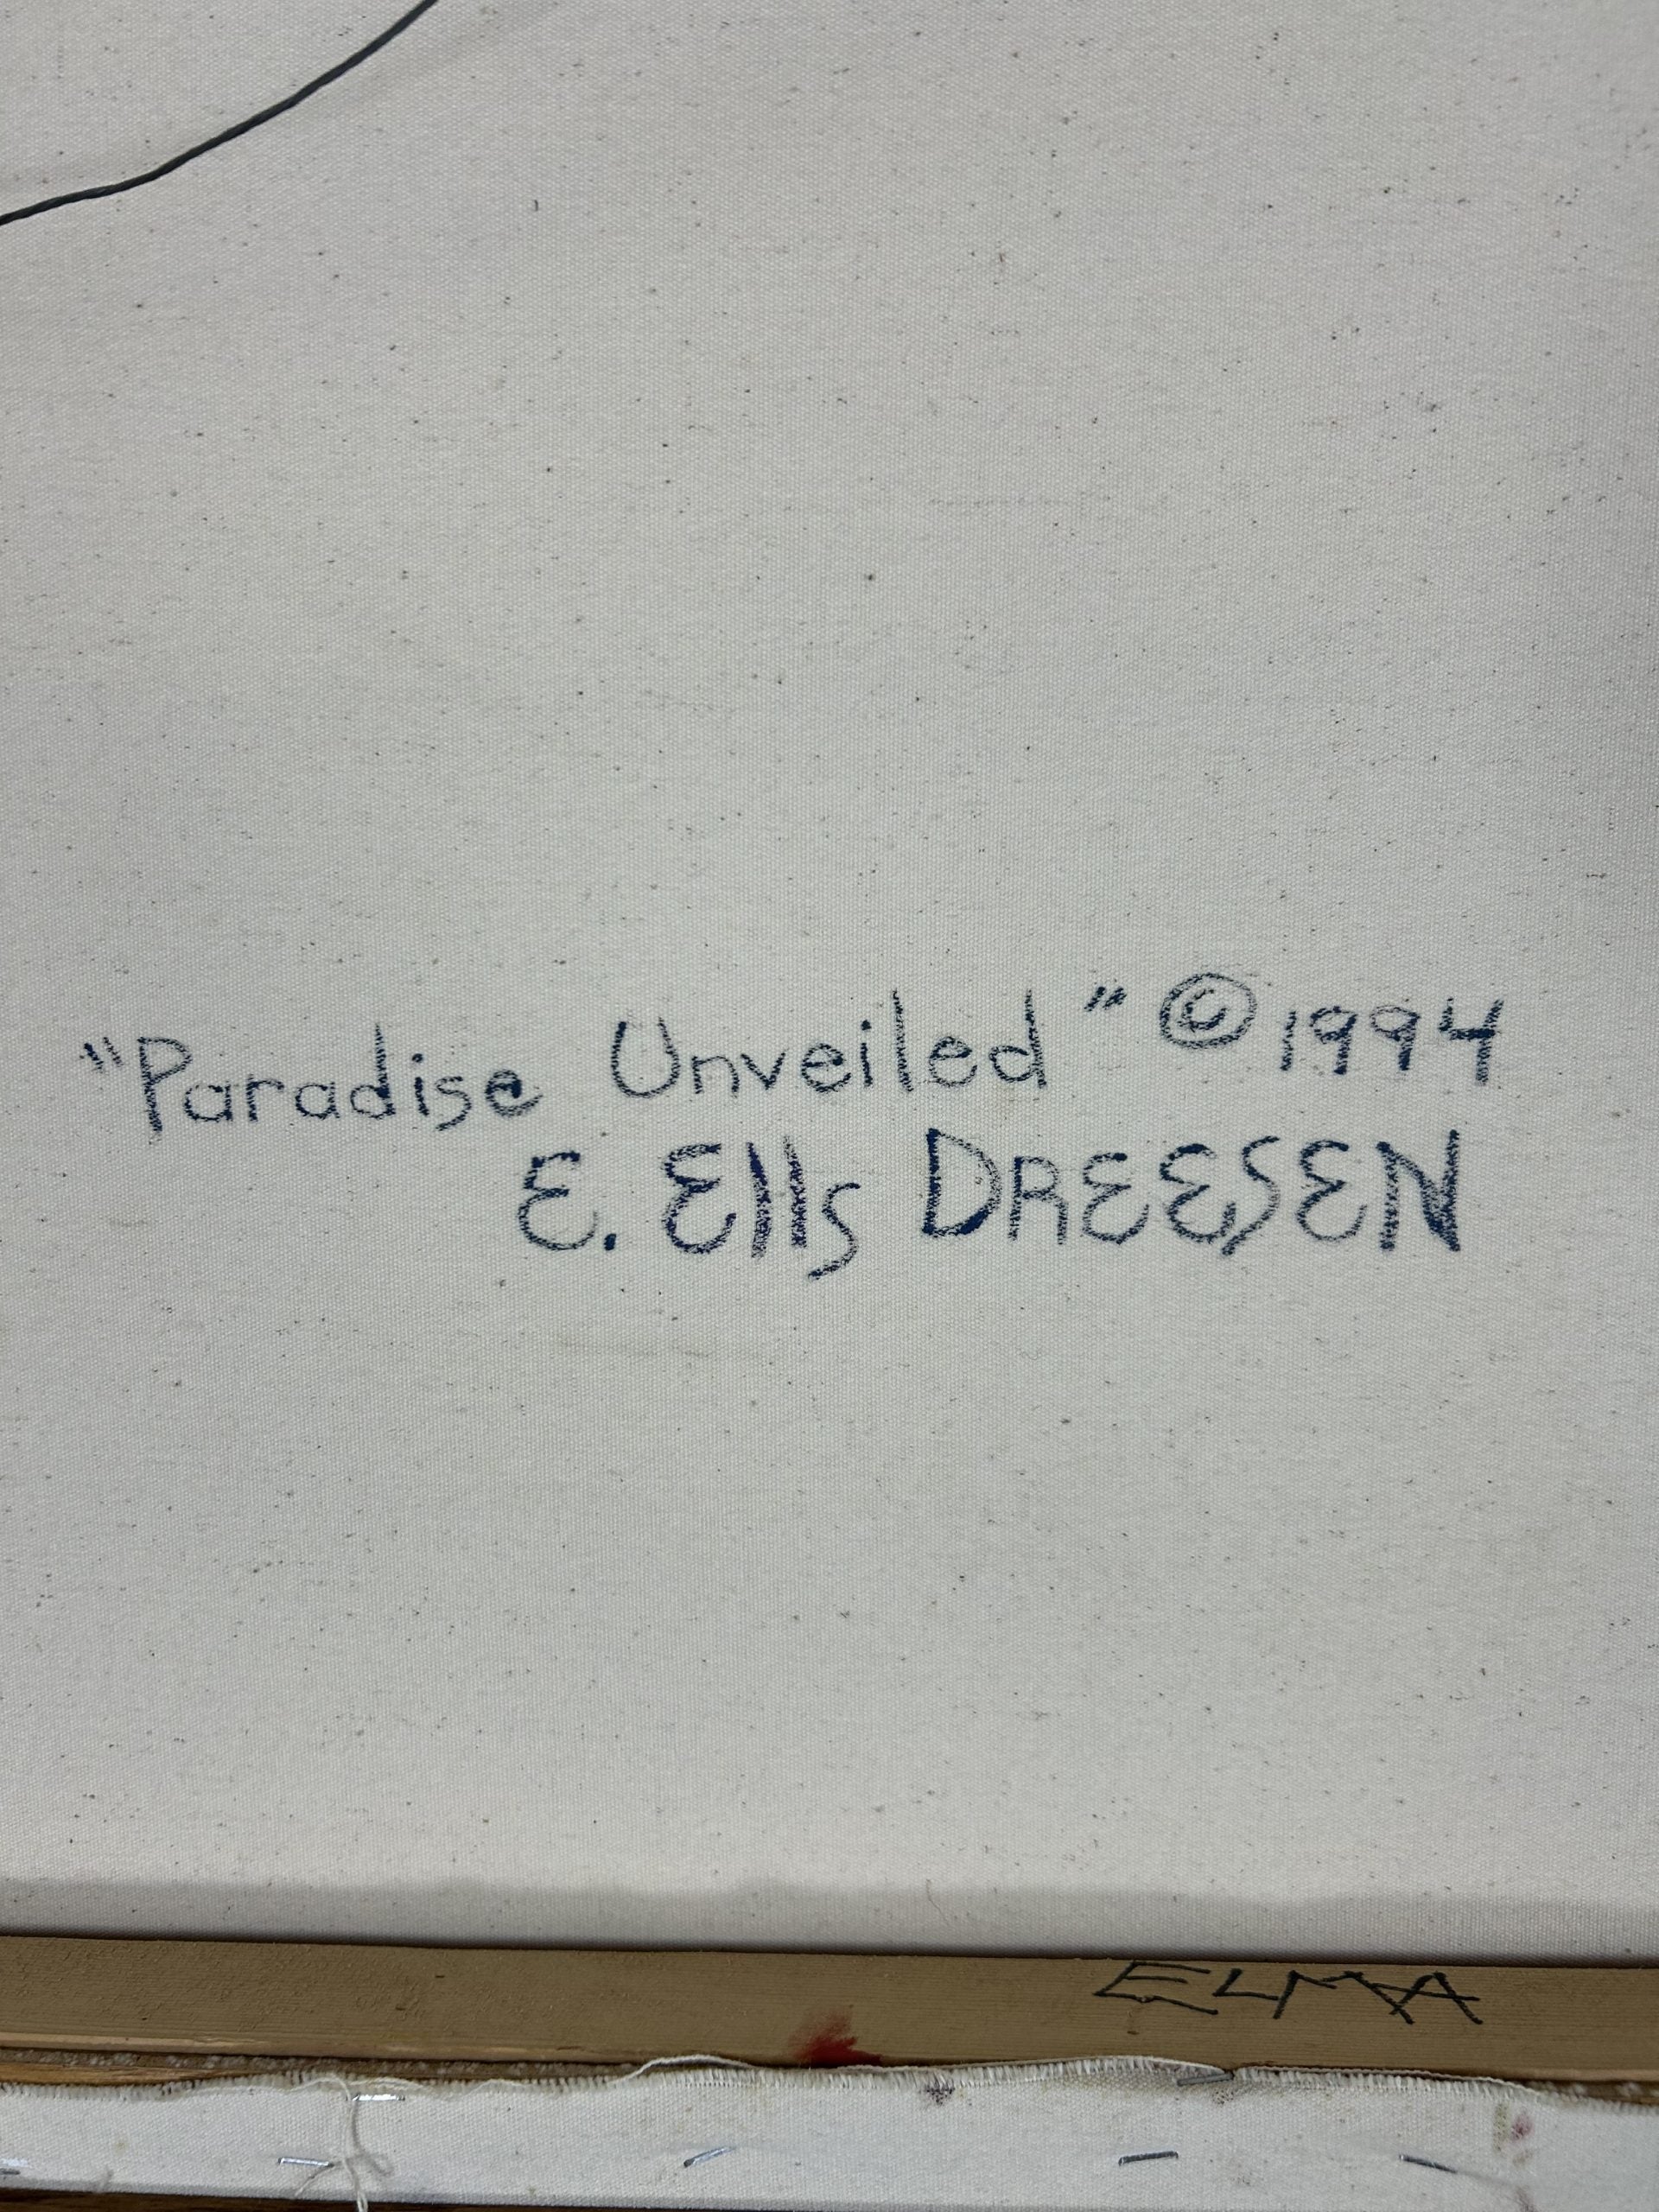 "Paradise Unveiled" © 1994
E. Ells DREESEN
ELMA